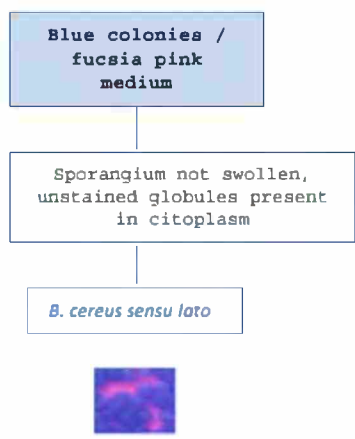 Blue colonies /
fucsia pink
medium
Sporangium not swollen,
unstained globules present
in citoplasm
B. cereus sensu lato